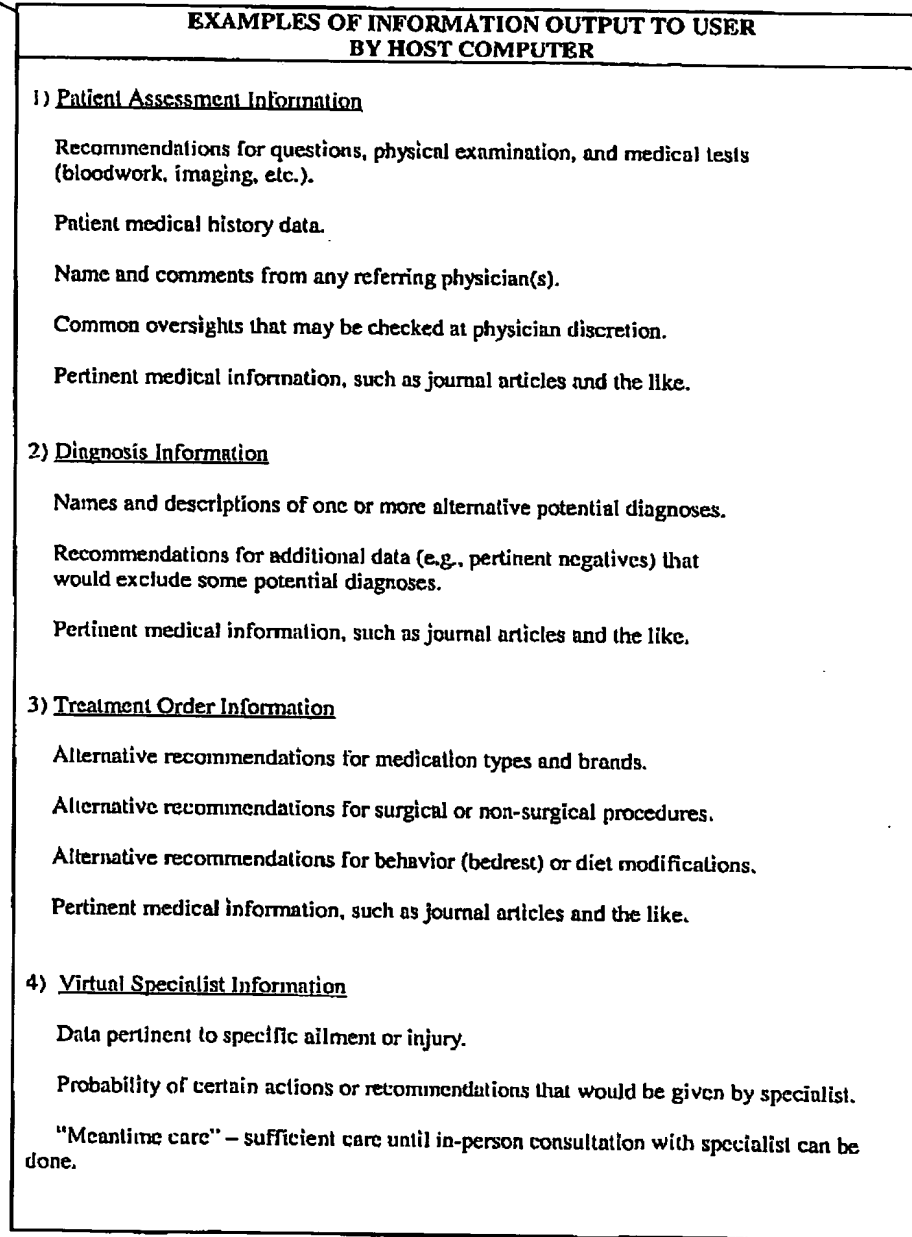 EXAMPLES OF INFORMATION OUTPUT TO USER
BY HOST COMPUTER
1) Patient Assessment Information
Recommendations for questions, physical examination, and medical tests
(bloodwork, imaging, etc.).
Patient medical history data.
Name and comments from any referring physician(s).
Common oversights that may be checked at physician discretion.
Pertinent medical information, such as journal articles and the like.
2) Diagnosis Information
Names and descriptions of one or more alternative potential diagnoses.
Recommendations for additional data (e.g., pertinent negatives) that
would exclude some potential diagnoses.
Pertinent medical information, such as journal articles and the like.
3) Treatment Order Information
Alternative recommendations for medication types and brands.
Alternative recommendations for surgical or non-surgical procedures.
Alternative recommendations for behavior (bedrest) or diet modifications.
Pertinent medical information, such as journal articles and the like.
4) Virtual Specialist Information
Data pertinent to specific ailment or injury.
Probability of certain actions or recommendations that would be given by specialist.
"Meantime care" – sufficient care until in-person consultation with specialist can be
done.